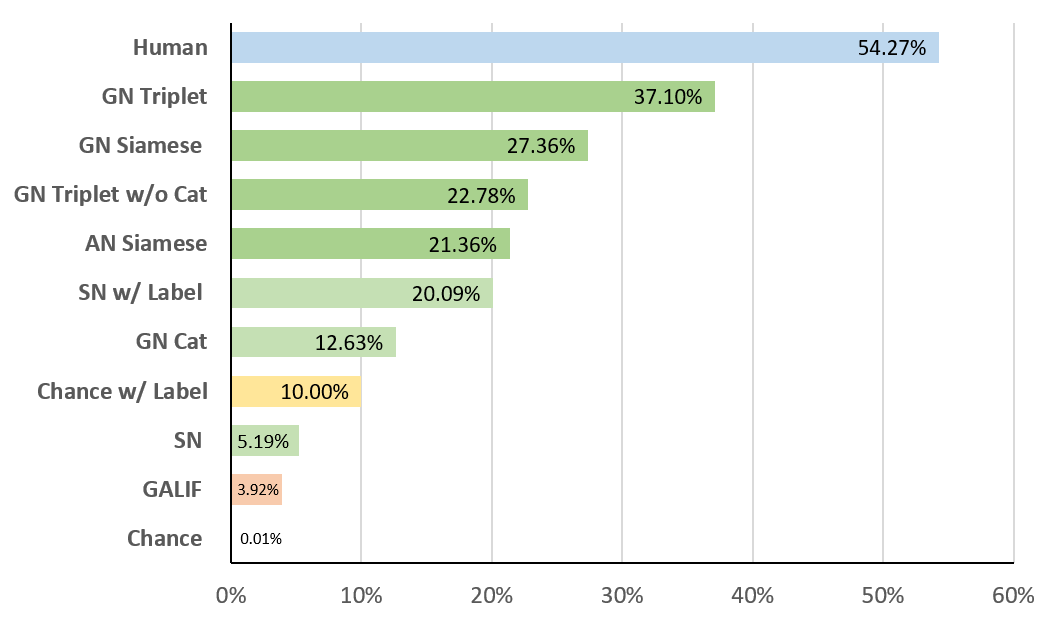 Human 54.27%
GN Triplet 37.10%
GN Siamese 27.36%
GN Triplet w/o Cat 22.78%
AN Siamese 21.36%
SN w/ Label 20.09%
GN Cat 12.63%
Chance w/ Label 10.00%
SN 5.19%
GALIF 3.92%
Chance 0.01%
0% 10% 20% 30% 40% 50% 60%